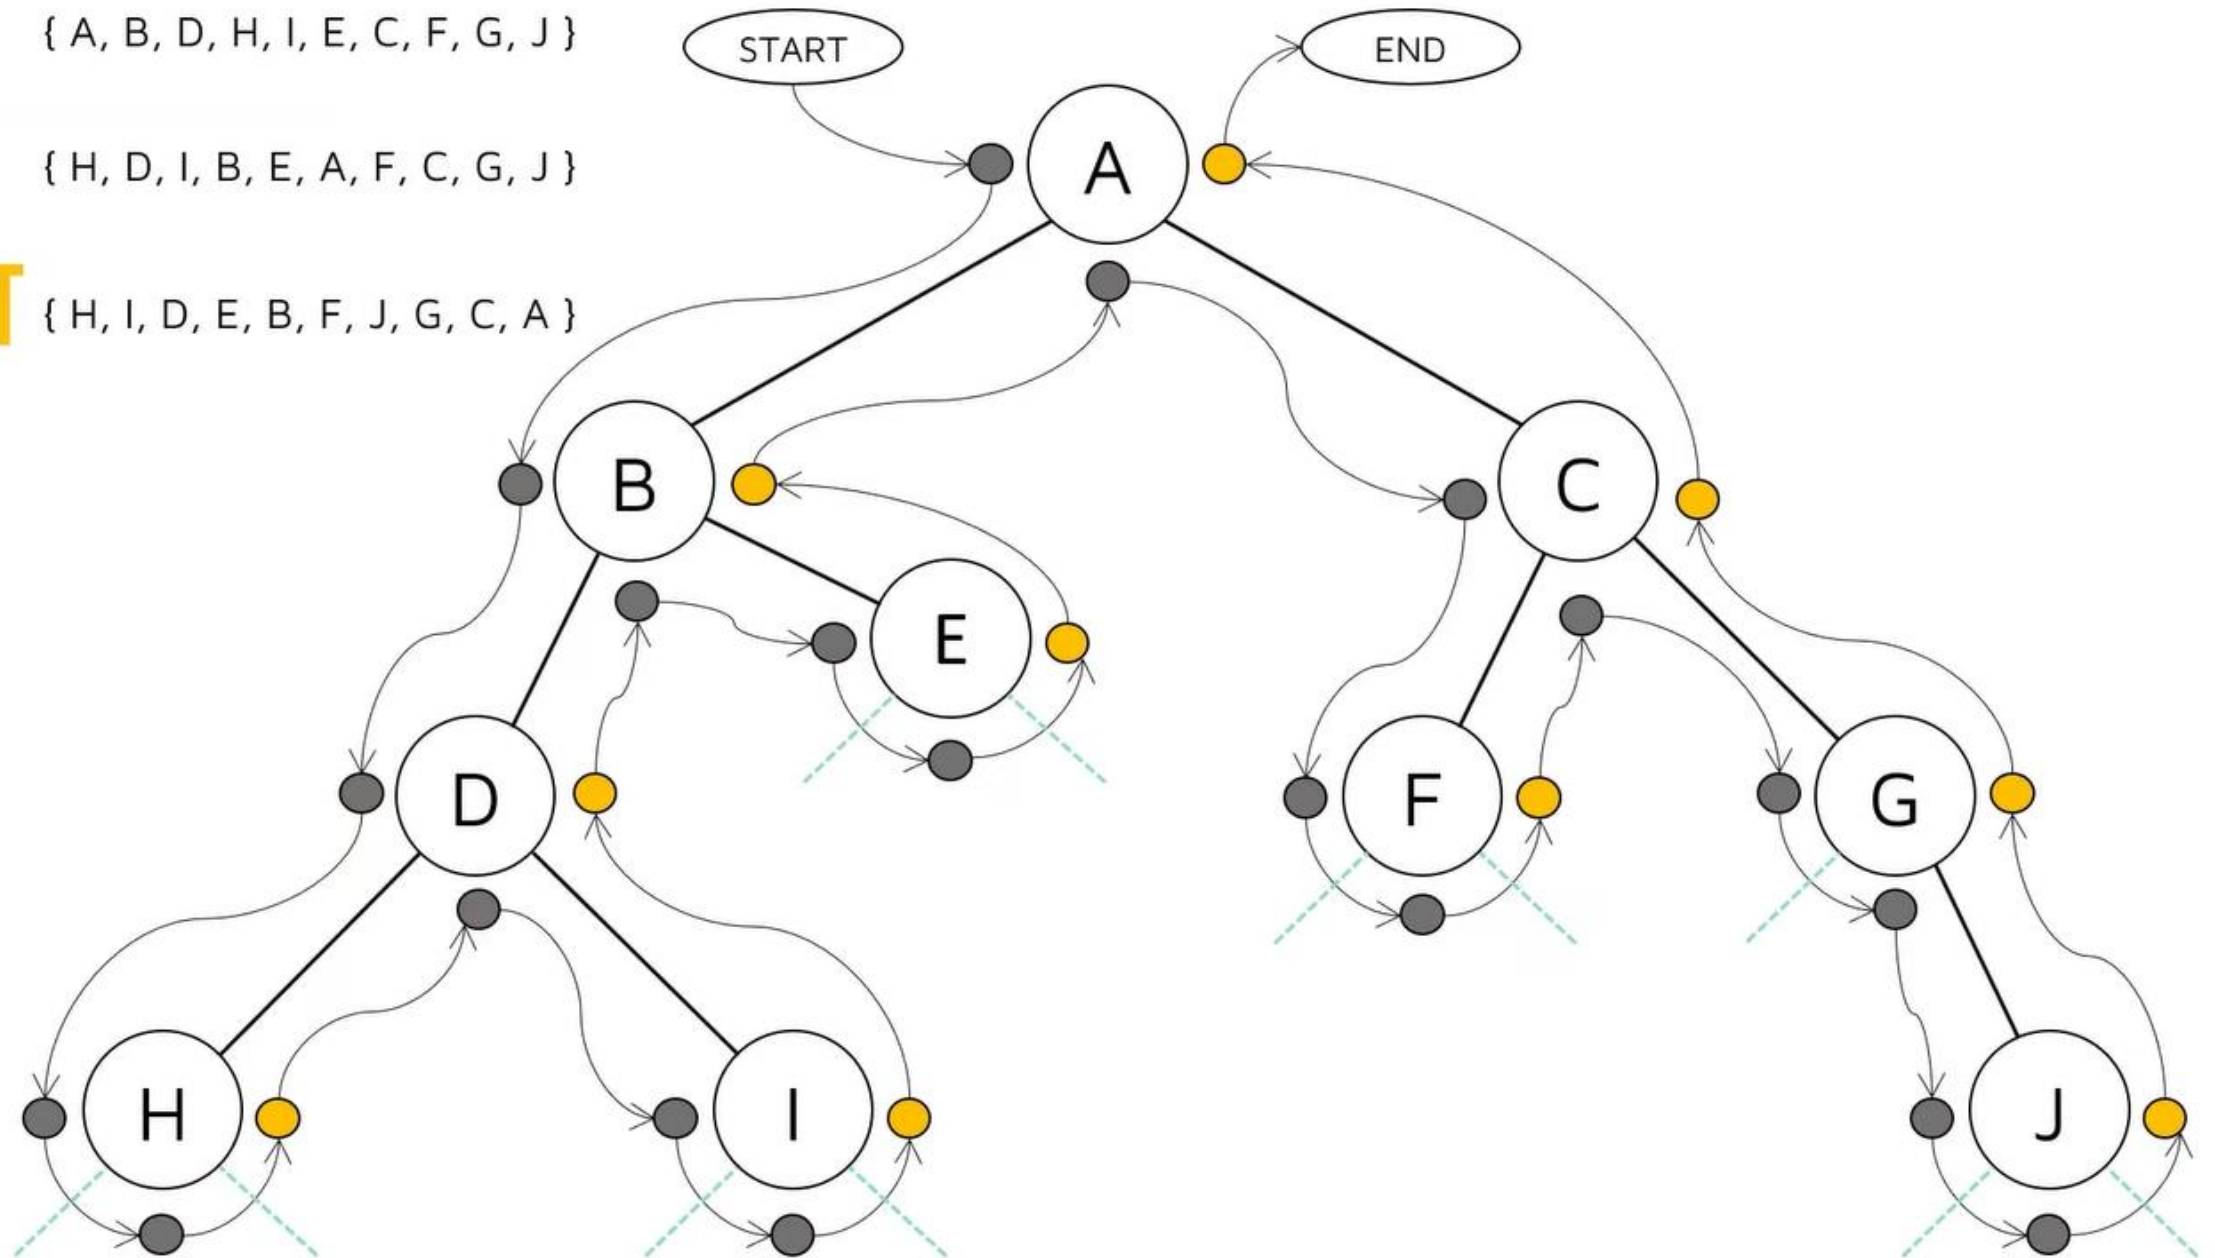 { A, B, D, H, I, E, C, F, G, J }
START
END
A
{ H, D, I, B, E, A, F, C, G, J }
{ H, I, D, E, B, F, J, G, C, A }
B
C
E
D
F
G
H
I
J